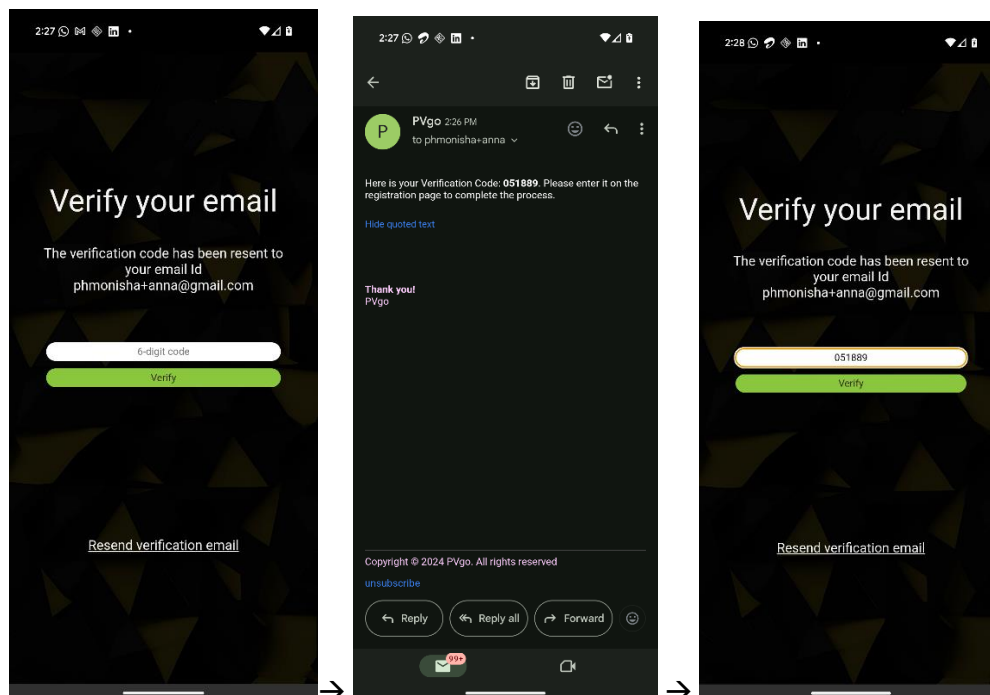 2:27
Verify your email
The verification code has been resent to
your email Id
phmonisha+anna@gmail.com
6-digit code
Verify
Resend verification email
→
2:27
P
PVgo 2:26 PM
to phmonisha+anna
Here is your Verification Code: 051889. Please enter it on the
registration page to complete the process.
Hide quoted text
Thank you!
PVgo
Copyright © 2024 PVgo. All rights reserved
unsubscribe
Reply
Reply all
Forward
99+
→
2:28
Verify your email
The verification code has been resent to
your email Id
phmonisha+anna@gmail.com
051889
Verify
Resend verification email